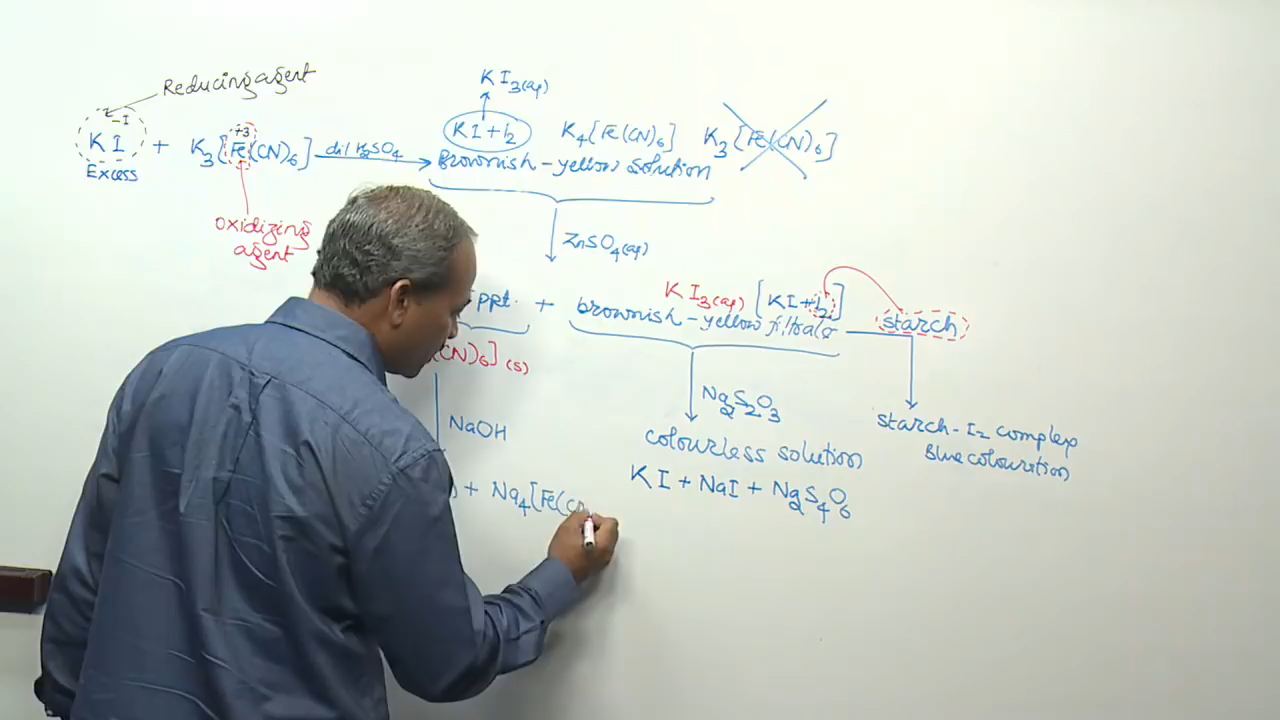 Reducing agent
-1
KI3(aq)
KI + K3[Fe(CN)6] dil H2SO4 KI+I2 K4[Fe(CN)6] K3[Fe(CN)6]
+3
Excess
Brownish-yellow solution
oxidizing
agent
ZnSO4(aq)
KI3(aq) [KI+I2]
ppt. + brownish-yellow filtrate starch
(CN)6](s)
Na2S2O3
NaOH
colourless solution
starch-I2 complex
Blue colouration
KI + NaI + Na2S4O6
) + Na4[Fe(CN